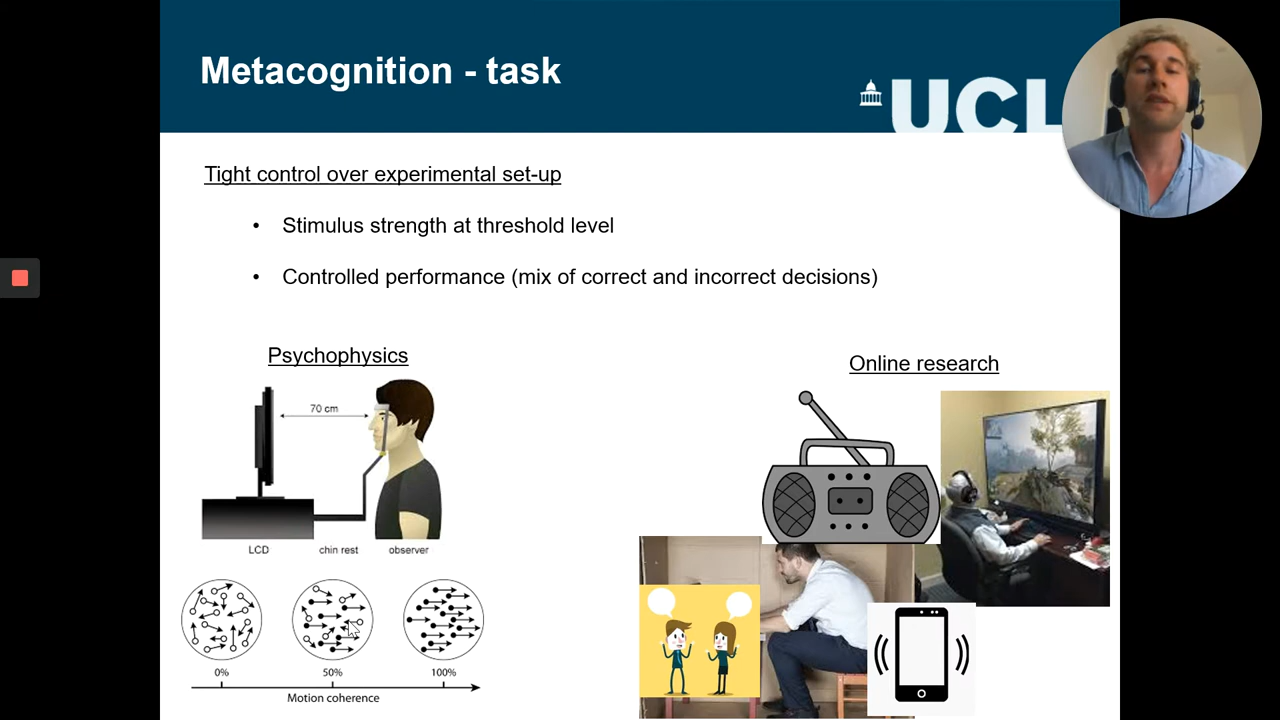 Metacognition - task
UCL
Tight control over experimental set-up
• Stimulus strength at threshold level
• Controlled performance (mix of correct and incorrect decisions)
Psychophysics
Online research
70 cm
LCD chin rest observer
0% 50% 100%
Motion coherence